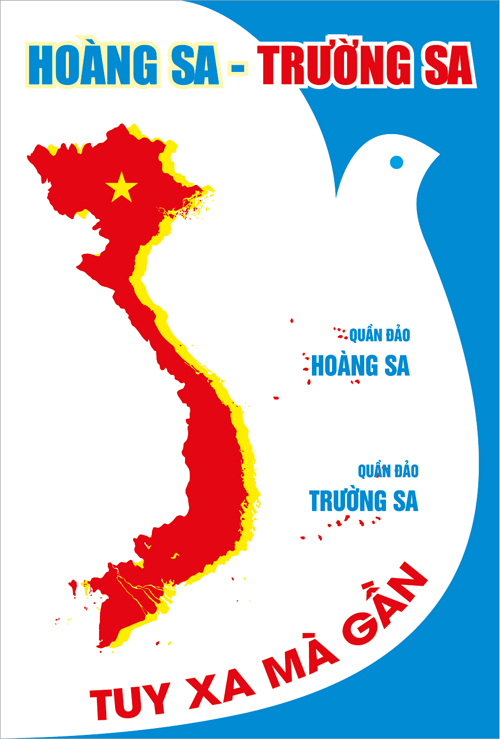 HOÀNG SA - TRƯỜNG SA
QUẦN ĐẢO
HOÀNG SA
QUẦN ĐẢO
TRƯỜNG SA
TUY XA MÀ GẦN